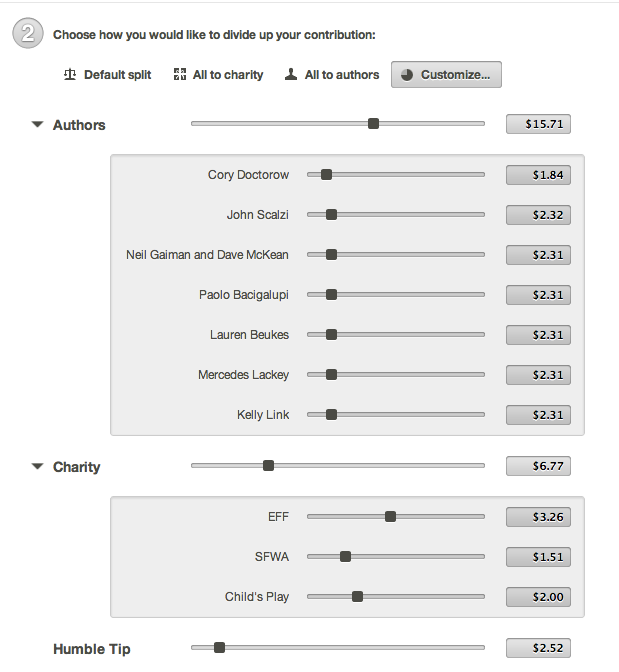 2 Choose how you would like to divide up your contribution:
Default split All to charity All to authors Customize...
Authors $15.71
Cory Doctorow $1.84
John Scalzi $2.32
Neil Gaiman and Dave McKean $2.31
Paolo Bacigalupi $2.31
Lauren Beukes $2.31
Mercedes Lackey $2.31
Kelly Link $2.31
Charity $6.77
EFF $3.26
SFWA $1.51
Child's Play $2.00
Humble Tip $2.52